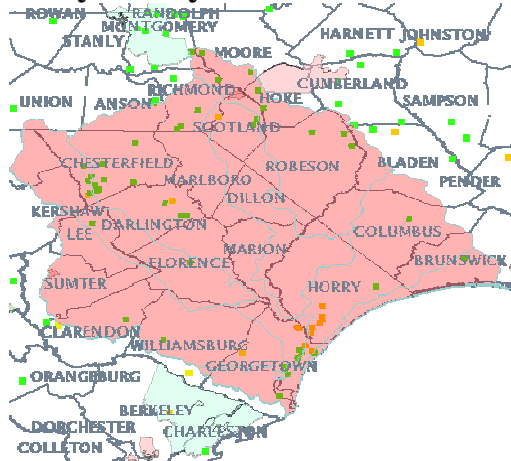 ROWAN
RANDOLPH
MONTGOMERY
STANLY
MOORE
HARNETT
JOHNSTON
RICHMOND
HOKE
CUMBERLAND
UNION
ANSON
SAMPSON
SCOTLAND
CHESTERFIELD
MARLBORO
ROBESON
BLADEN
PENDER
DILLON
KERSHAW
LEE
DARLINGTON
COLUMBUS
MARION
FLORENCE
BRUNSWICK
SUMTER
HORRY
CLARENDON
WILLIAMSBURG
GEORGETOWN
ORANGEBURG
BERKELEY
DORCHESTER
CHARLESTON
COLLETON